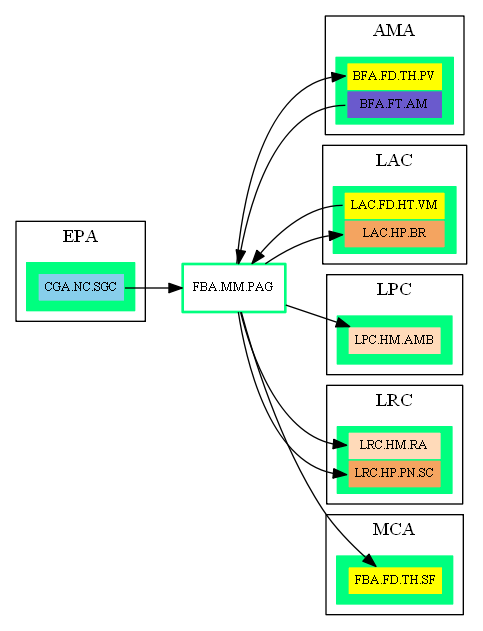 AMA
BFA.FD.TH.PV
BFA.FT.AM
LAC
LAC.FD.HT.VM
LAC.HP.BR
EPA
CGA.NC.SGC
FBA.MM.PAG
LPC
LPC.HM.AMB
LRC
LRC.HM.RA
LRC.HP.PN.SC
MCA
FBA.FD.TH.SF